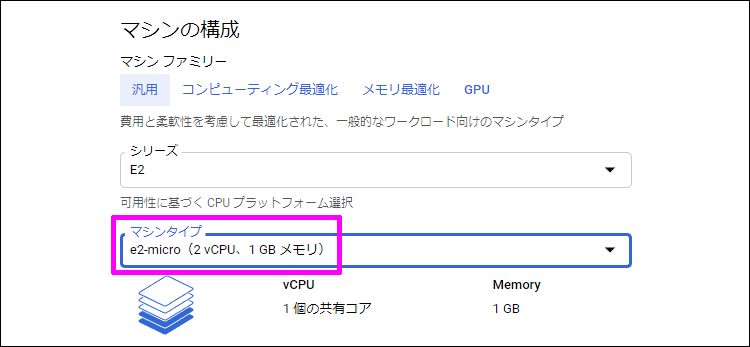 マシンの構成
マシン ファミリー
汎用 コンピューティング最適化 メモリ最適化 GPU
費用と柔軟性を考慮して最適化された、一般的なワークロード向けのマシンタイプ
シリーズ
E2
可用性に基づく CPU プラットフォーム選択
マシンタイプ
e2-micro（2 vCPU、1 GB メモリ）
vCPU Memory
1 個の共有コア 1 GB